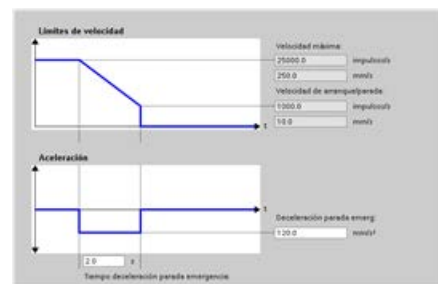 Límites de velocidad
Velocidad máxima:
25000.0 impulsos/s
250.0 mm/s
Velocidad de arranque/parada
1000.0 impulsos/s
10.0 mm/s
t
Aceleración
t
Deceleración parada emerg:
120.0 mm/s²
2.0 s
Tiempo deceleración parada emergencia: